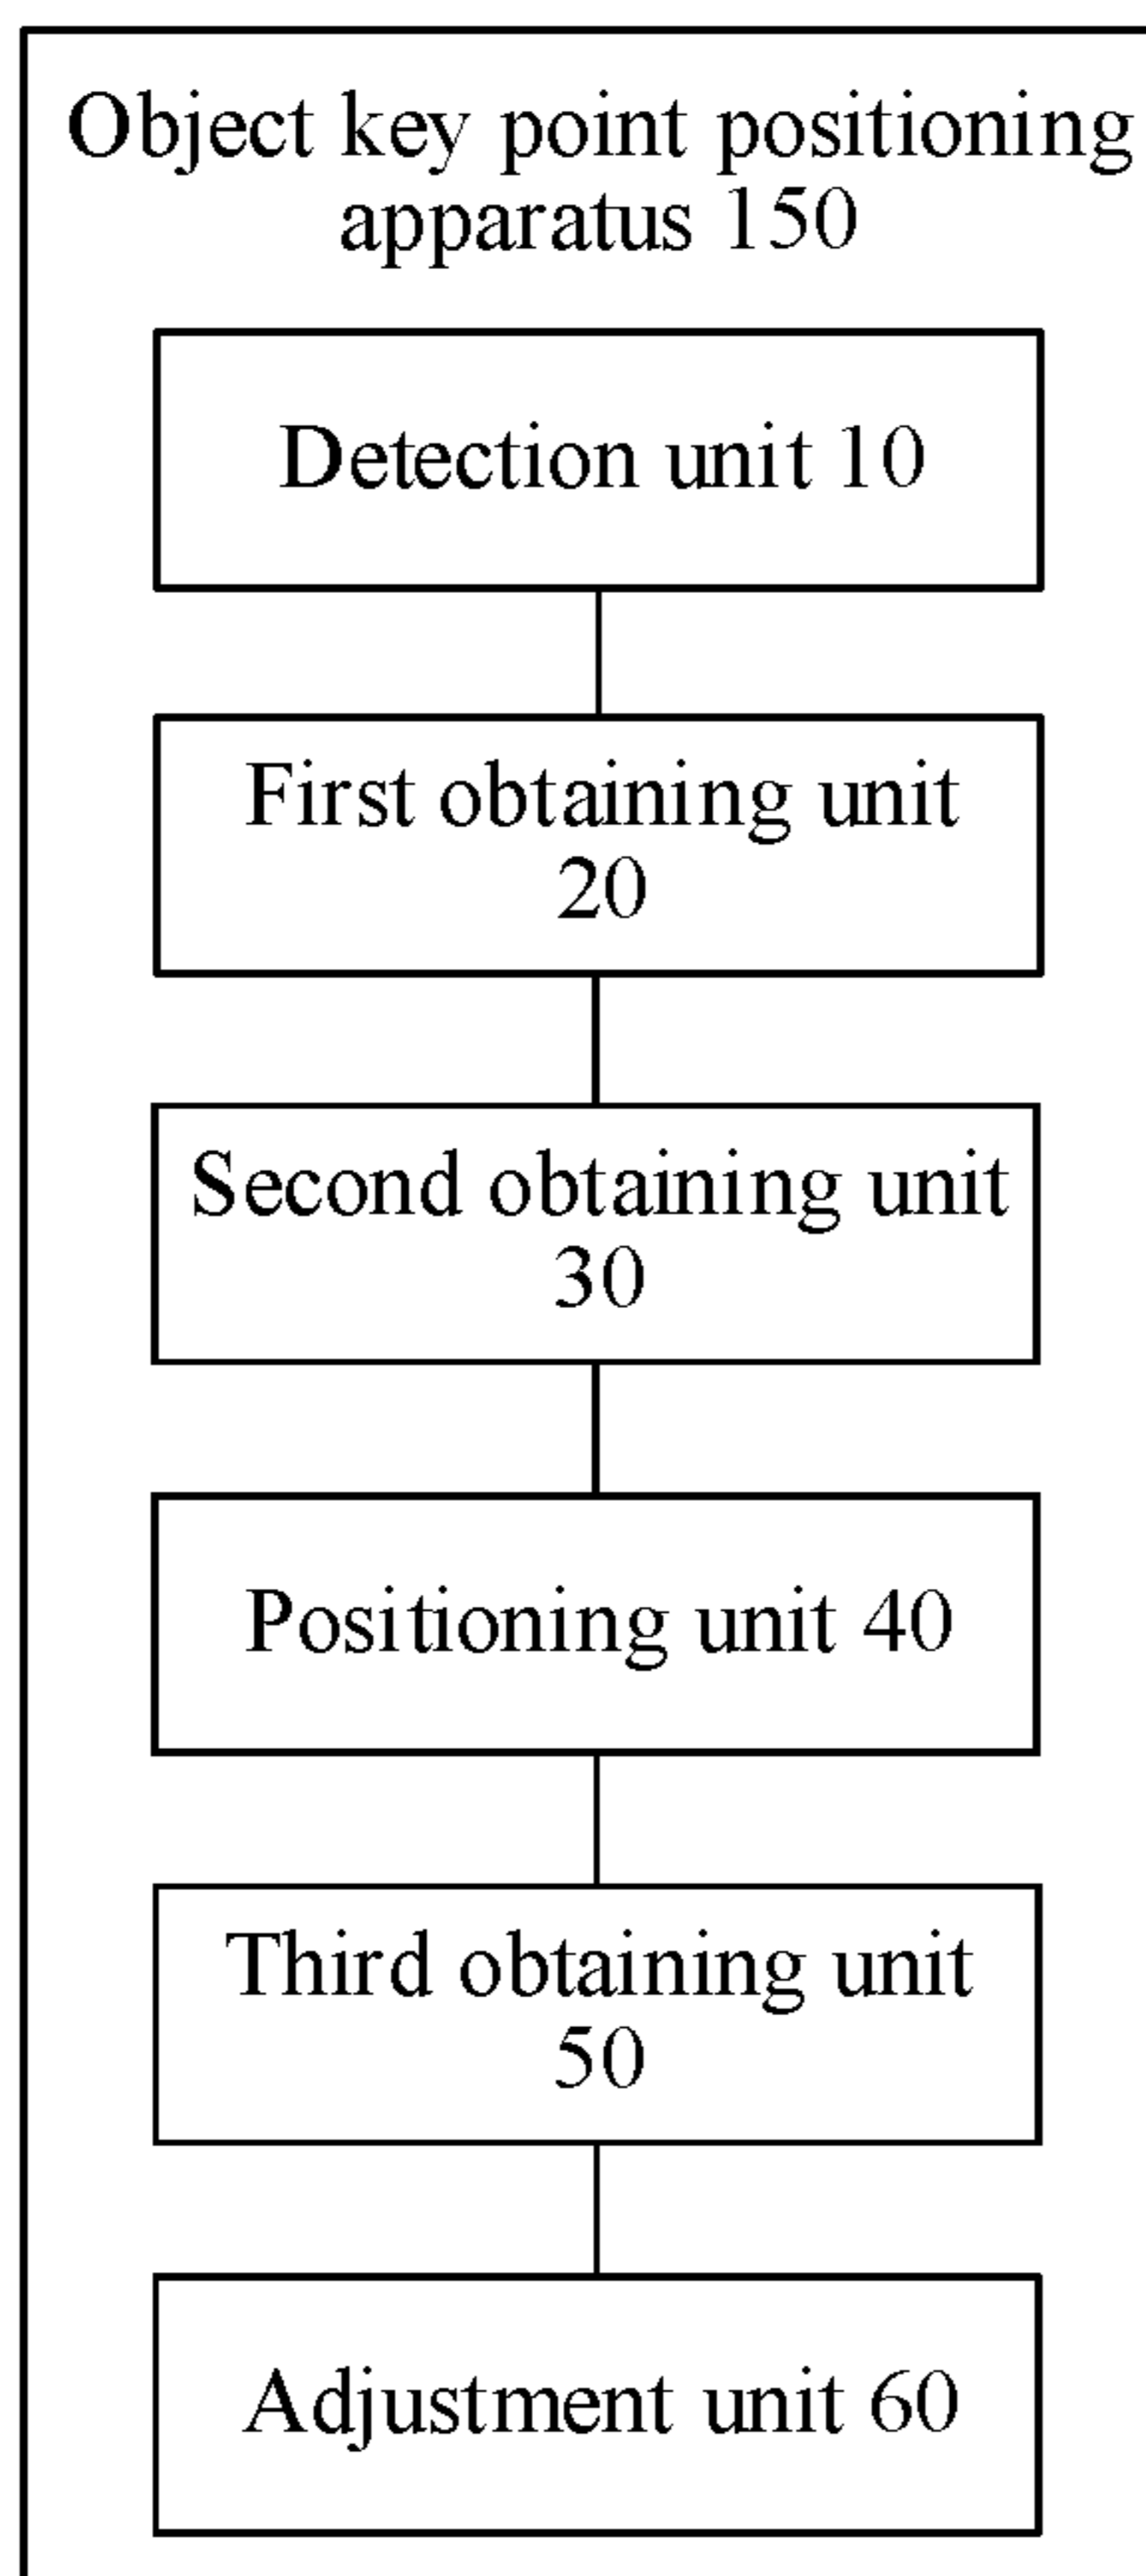 Object key point positioning
apparatus 150
Detection unit 10
First obtaining unit
20
Second obtaining unit
30
Positioning unit 40
Third obtaining unit
50
Adjustment unit 60